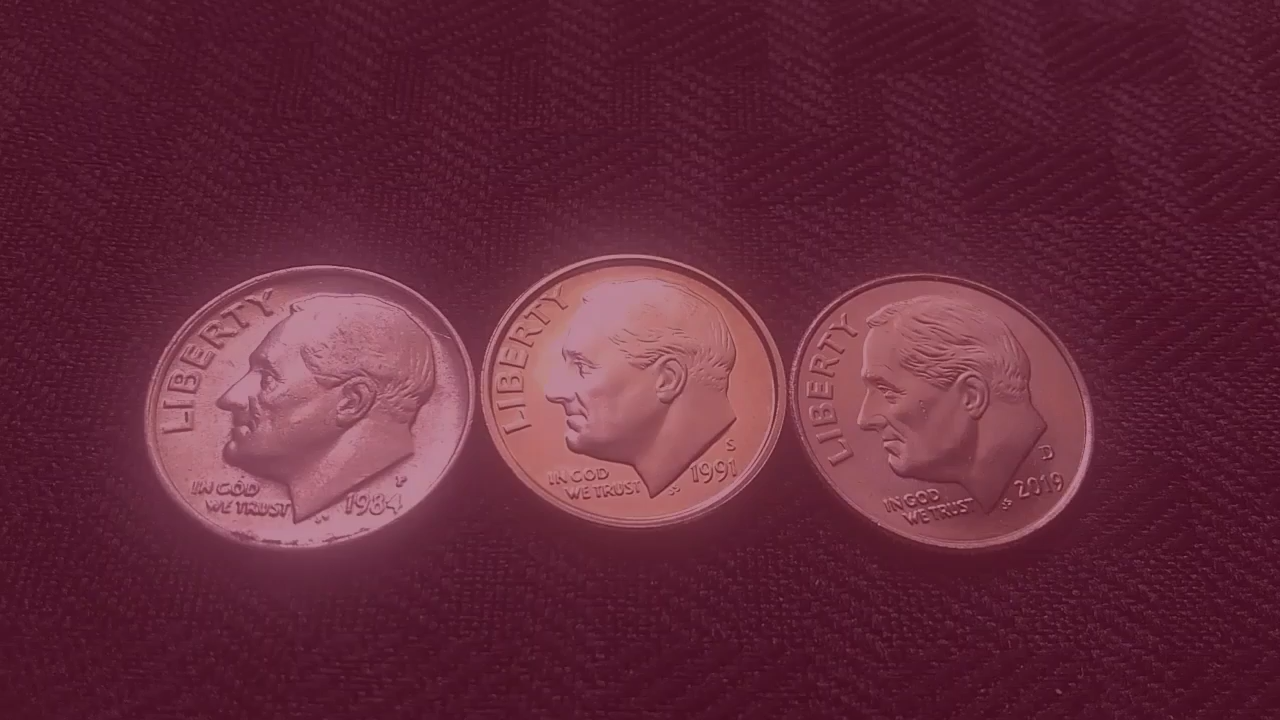 LIBERTY
IN GOD
WE TRUST
P
1984
LIBERTY
IN GOD
WE TRUST
S
1991
LIBERTY
IN GOD
WE TRUST
D
2019